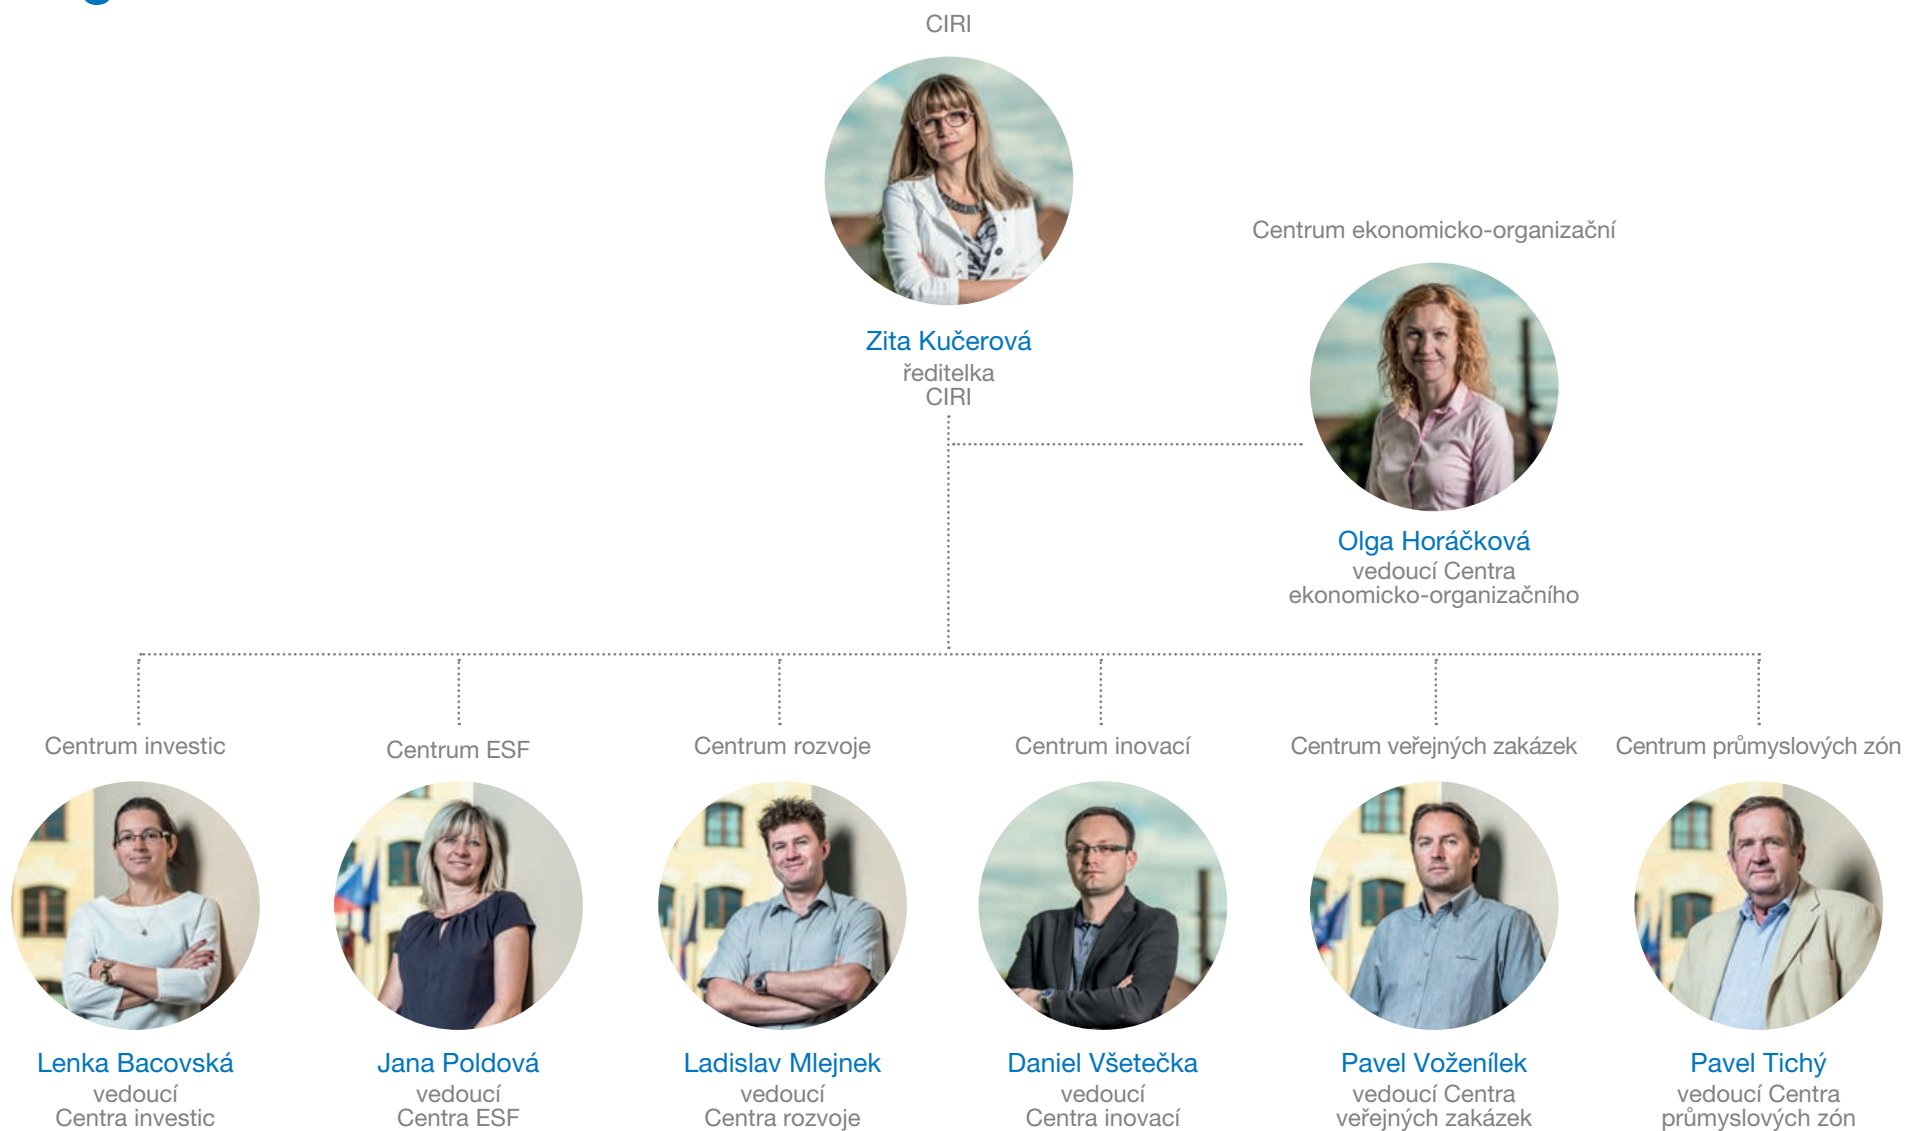 CIRI
Zita Kučerová
ředitelka
CIRI
Centrum ekonomicko-organizační
Olga Horáčková
vedoucí Centra
ekonomicko-organizačního
Centrum investic
Lenka Bacovská
vedoucí
Centra investic
Centrum ESF
Jana Poldová
vedoucí
Centra ESF
Centrum rozvoje
Ladislav Mlejnek
vedoucí
Centra rozvoje
Centrum inovací
Daniel Všetečka
vedoucí
Centra inovací
Centrum veřejných zakázek
Pavel Voženílek
vedoucí Centra
veřejných zakázek
Centrum průmyslových zón
Pavel Tichý
vedoucí Centra
průmyslových zón